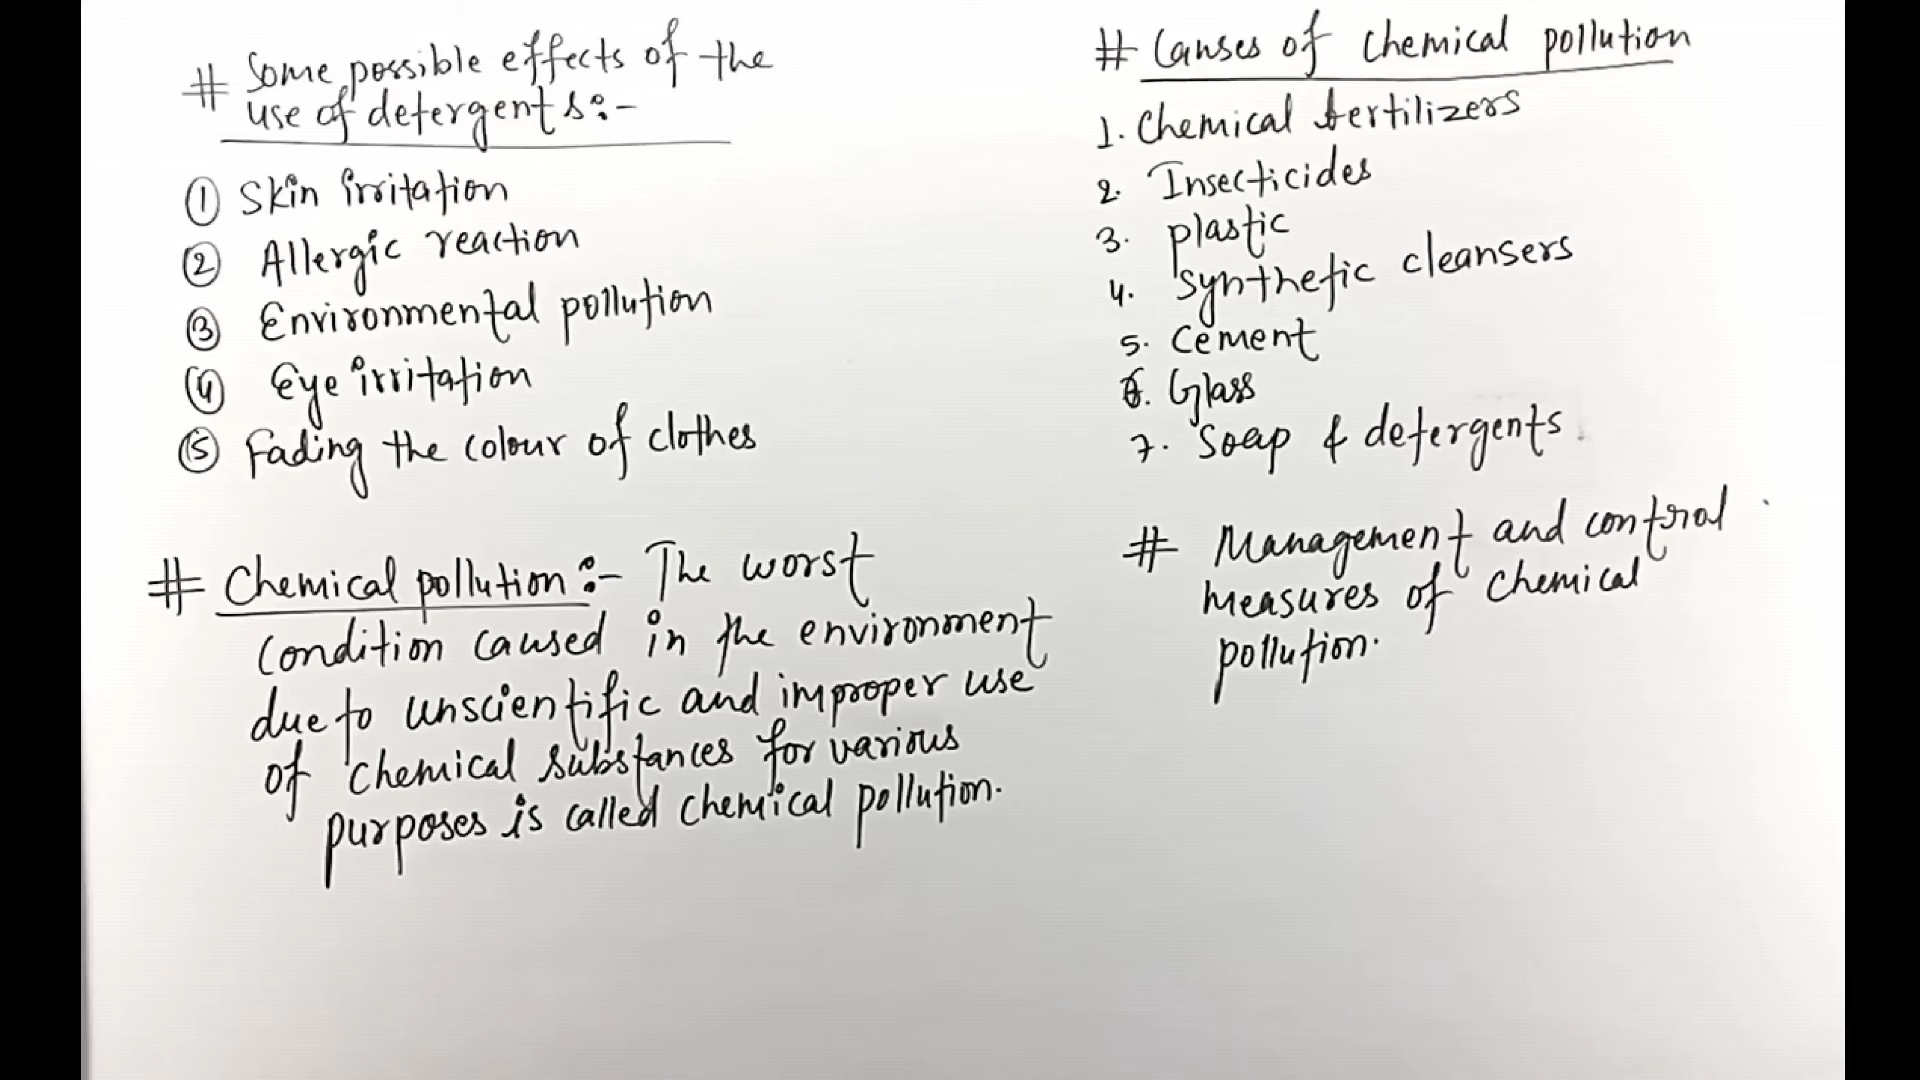 # Some possible effects of the
use of detergents:-
① Skin irritation
② Allergic reaction
③ Environmental pollution
④ Eye irritation
⑤ Fading the colour of clothes
# Chemical pollution:- The worst
condition caused in the environment
due to unscientific and improper use
of chemical substances for various
purposes is called chemical pollution.
# Causes of chemical pollution
1. Chemical fertilizers
2. Insecticides
3. plastic
4. synthetic cleansers
5. Cement
6. Glass
7. Soap & detergents
# Management and control
measures of chemical
pollution.